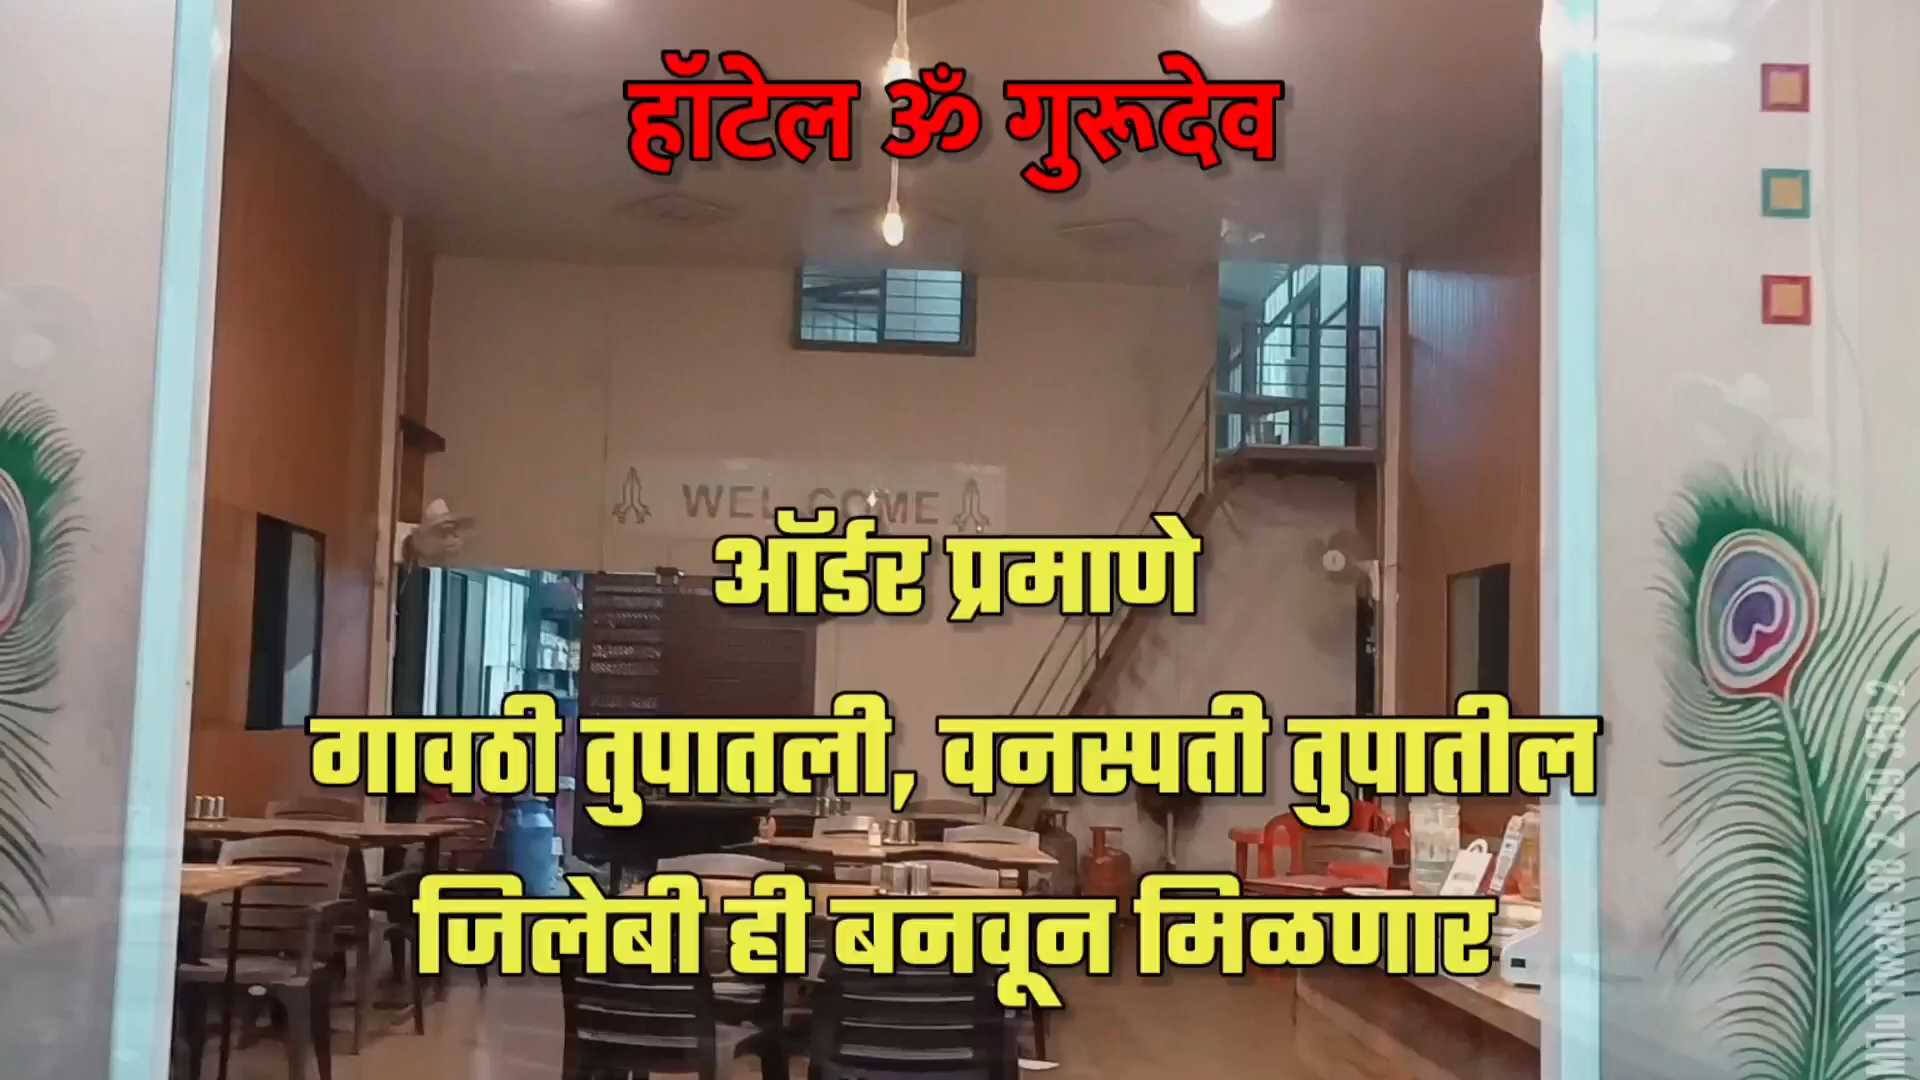 हॉटेल ॐ गुरूदेव
WELCOME
ऑर्डर प्रमाणे
गावठी तुपातली, वनस्पती तुपातील
जिलेबी ही बनवून मिळणार